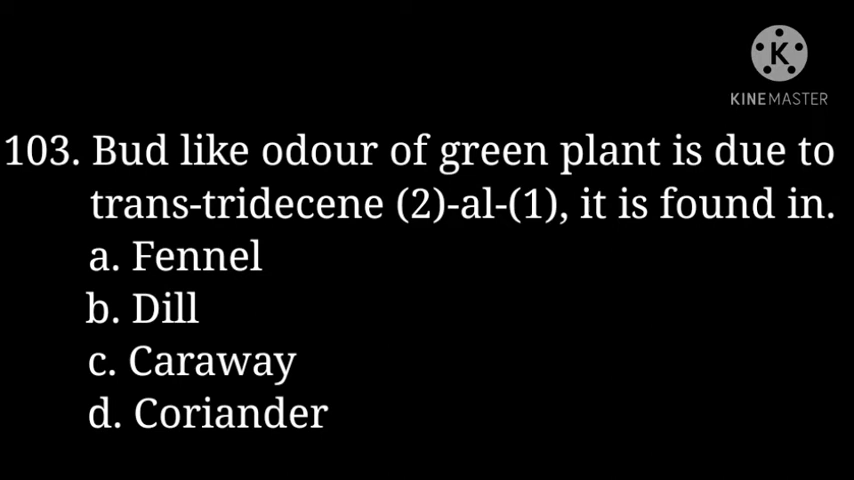 K
KINEMASTER
103. Bud like odour of green plant is due to
trans-tridecene (2)-al-(1), it is found in.
a. Fennel
b. Dill
c. Caraway
d. Coriander